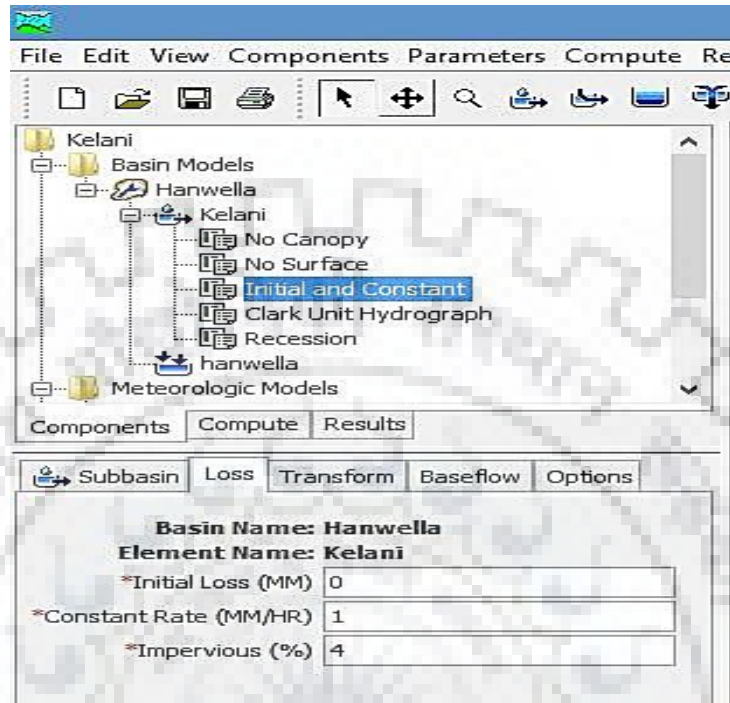 File Edit View Components Parameters Compute Re
Kelani
Basin Models
Hanwella
Kelani
No Canopy
No Surface
Initial and Constant
Clark Unit Hydrograph
Recession
hanwella
Meteorologic Models
Components Compute Results
Subbasin Loss Transform Baseflow Options
Basin Name: Hanwella
Element Name: Kelani
*Initial Loss (MM) 0
*Constant Rate (MM/HR) 1
*Impervious (%) 4